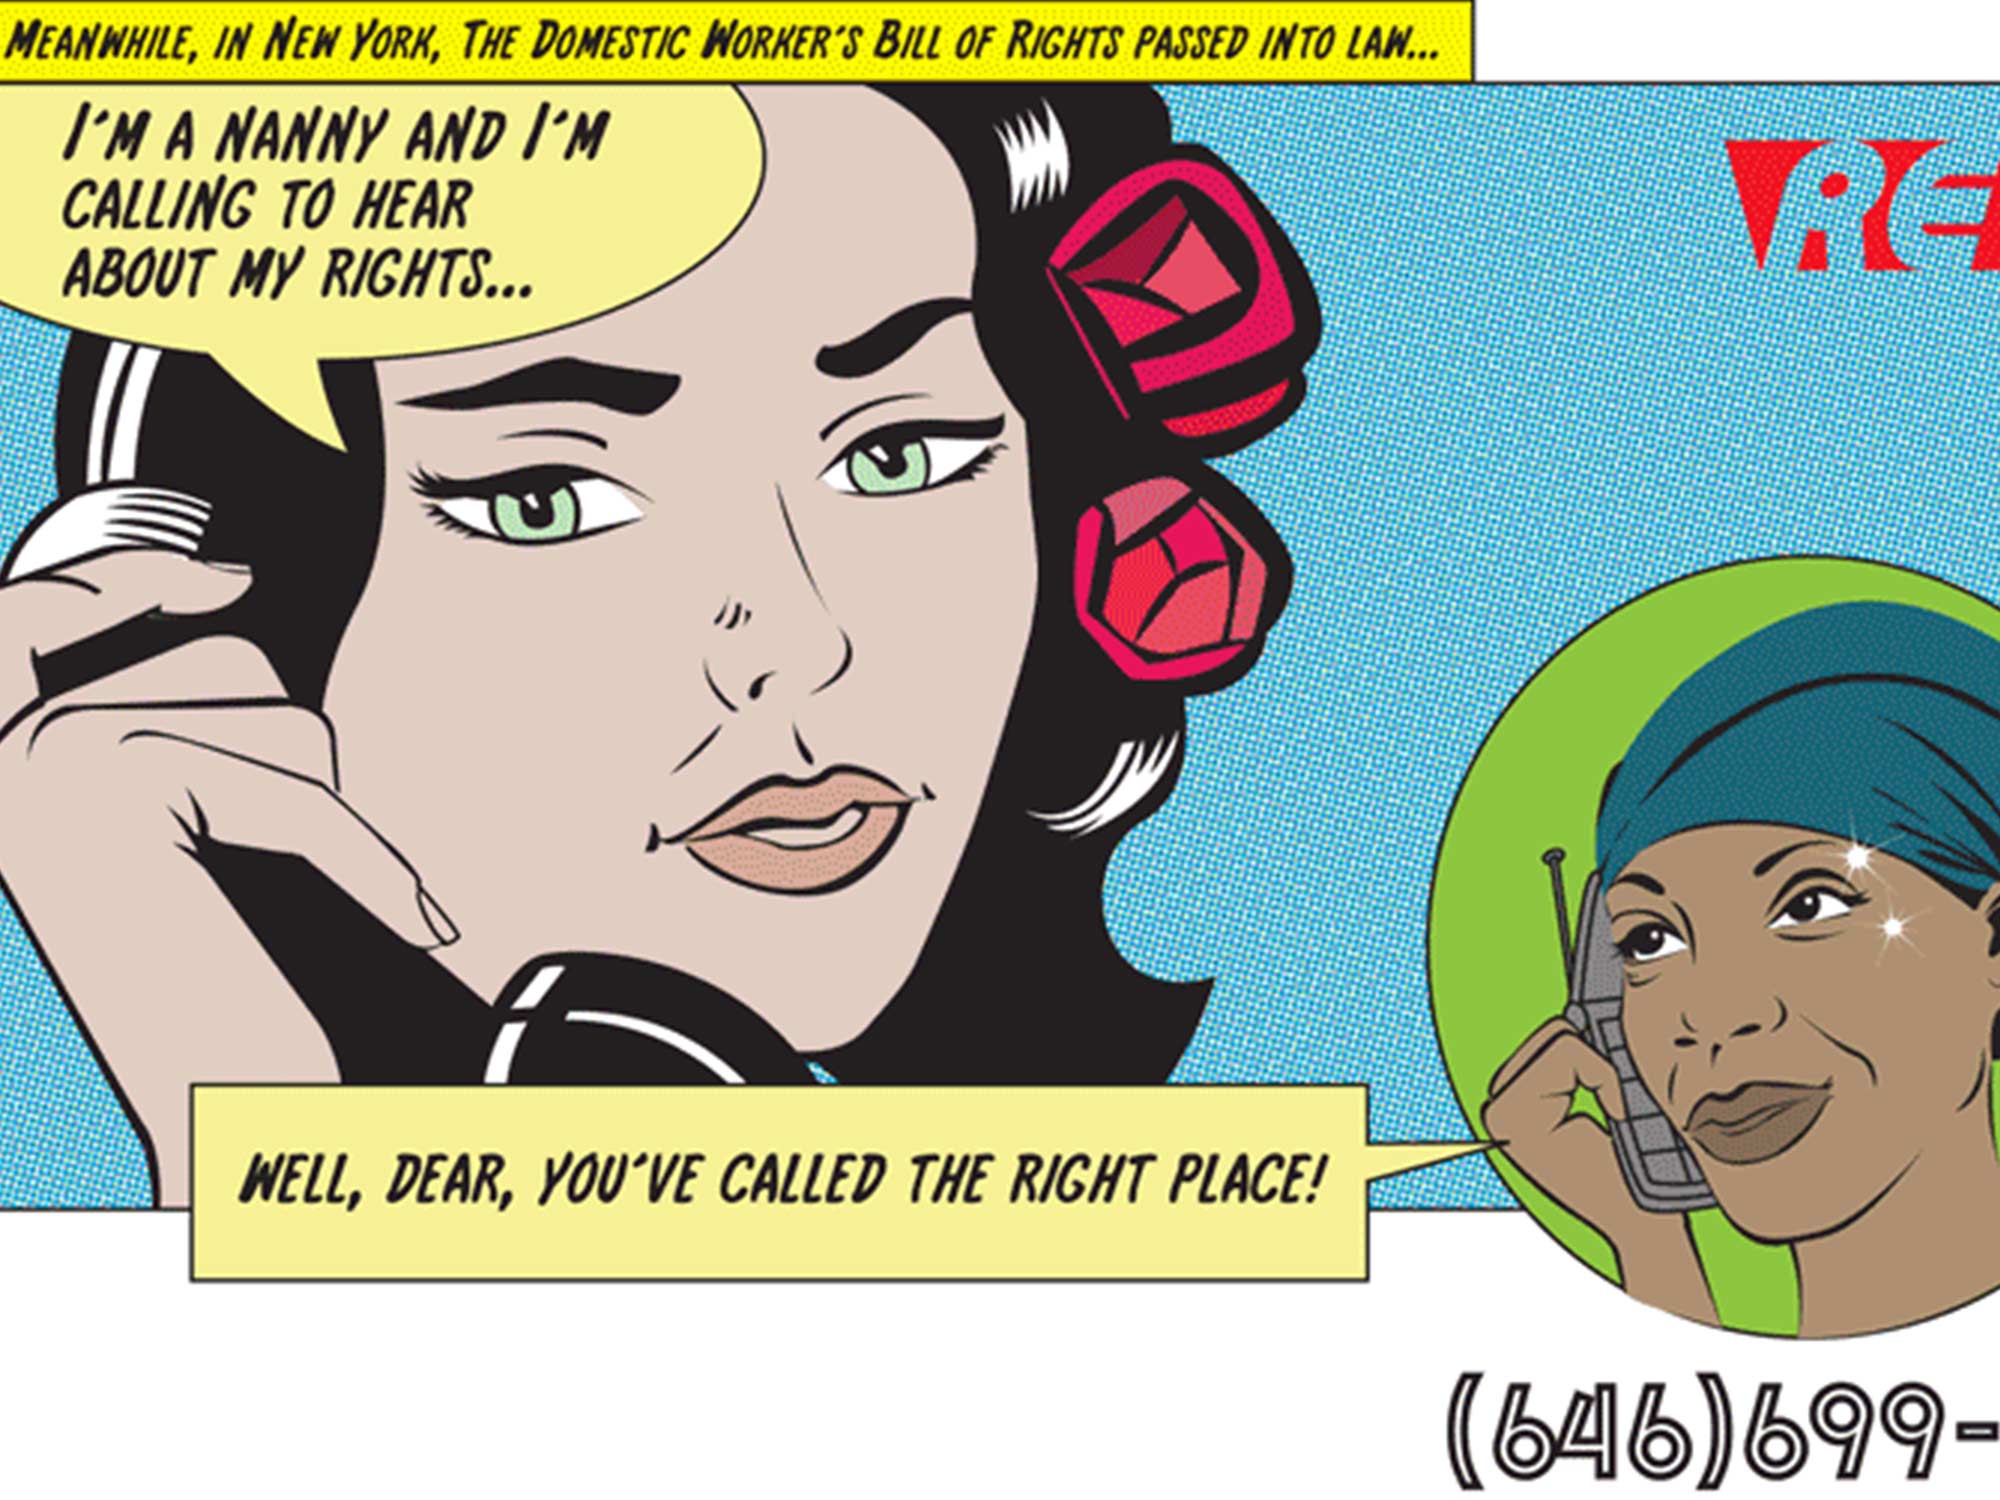 MEANWHILE, IN NEW YORK, THE DOMESTIC WORKER'S BILL OF RIGHTS PASSED INTO LAW...
I'M A NANNY AND I'M
CALLING TO HEAR
ABOUT MY RIGHTS...
RE
WELL, DEAR, YOU'VE CALLED THE RIGHT PLACE!
(646)699-